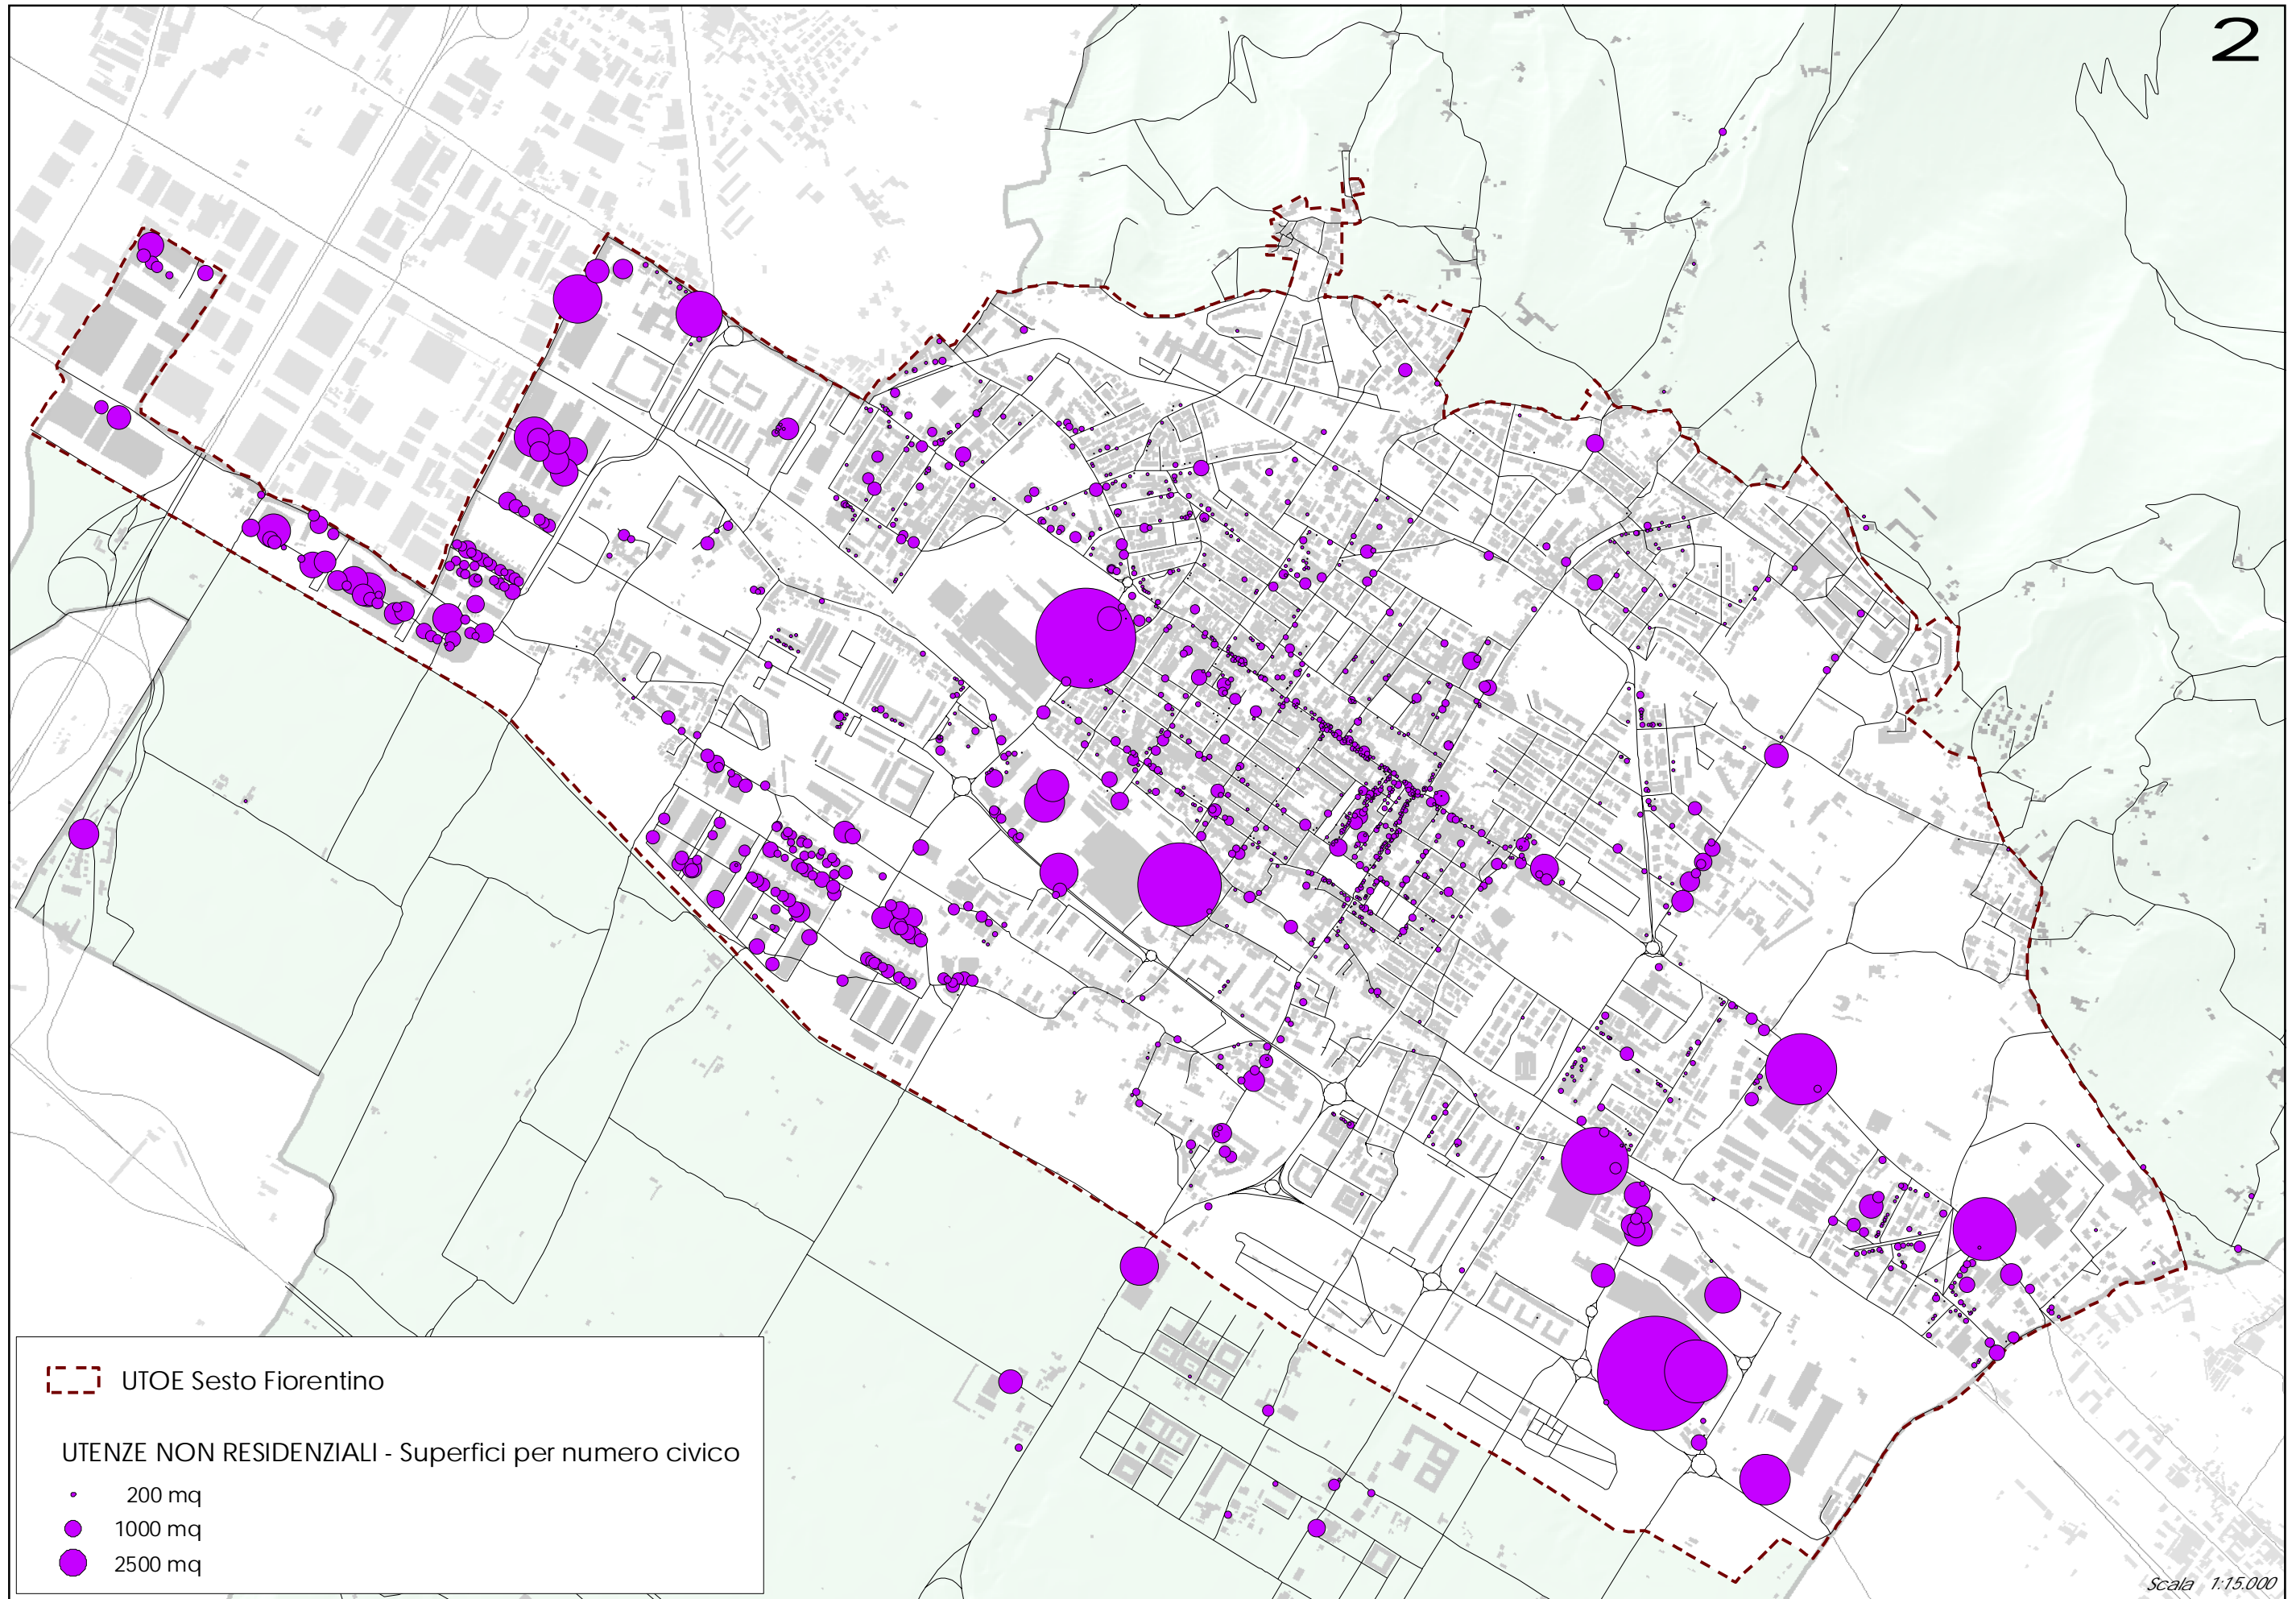 2
UTOE Sesto Fiorentino
UTENZE NON RESIDENZIALI - Superfici per numero civico
200 mq
1000 mq
2500 mq
Scala 1:15.000